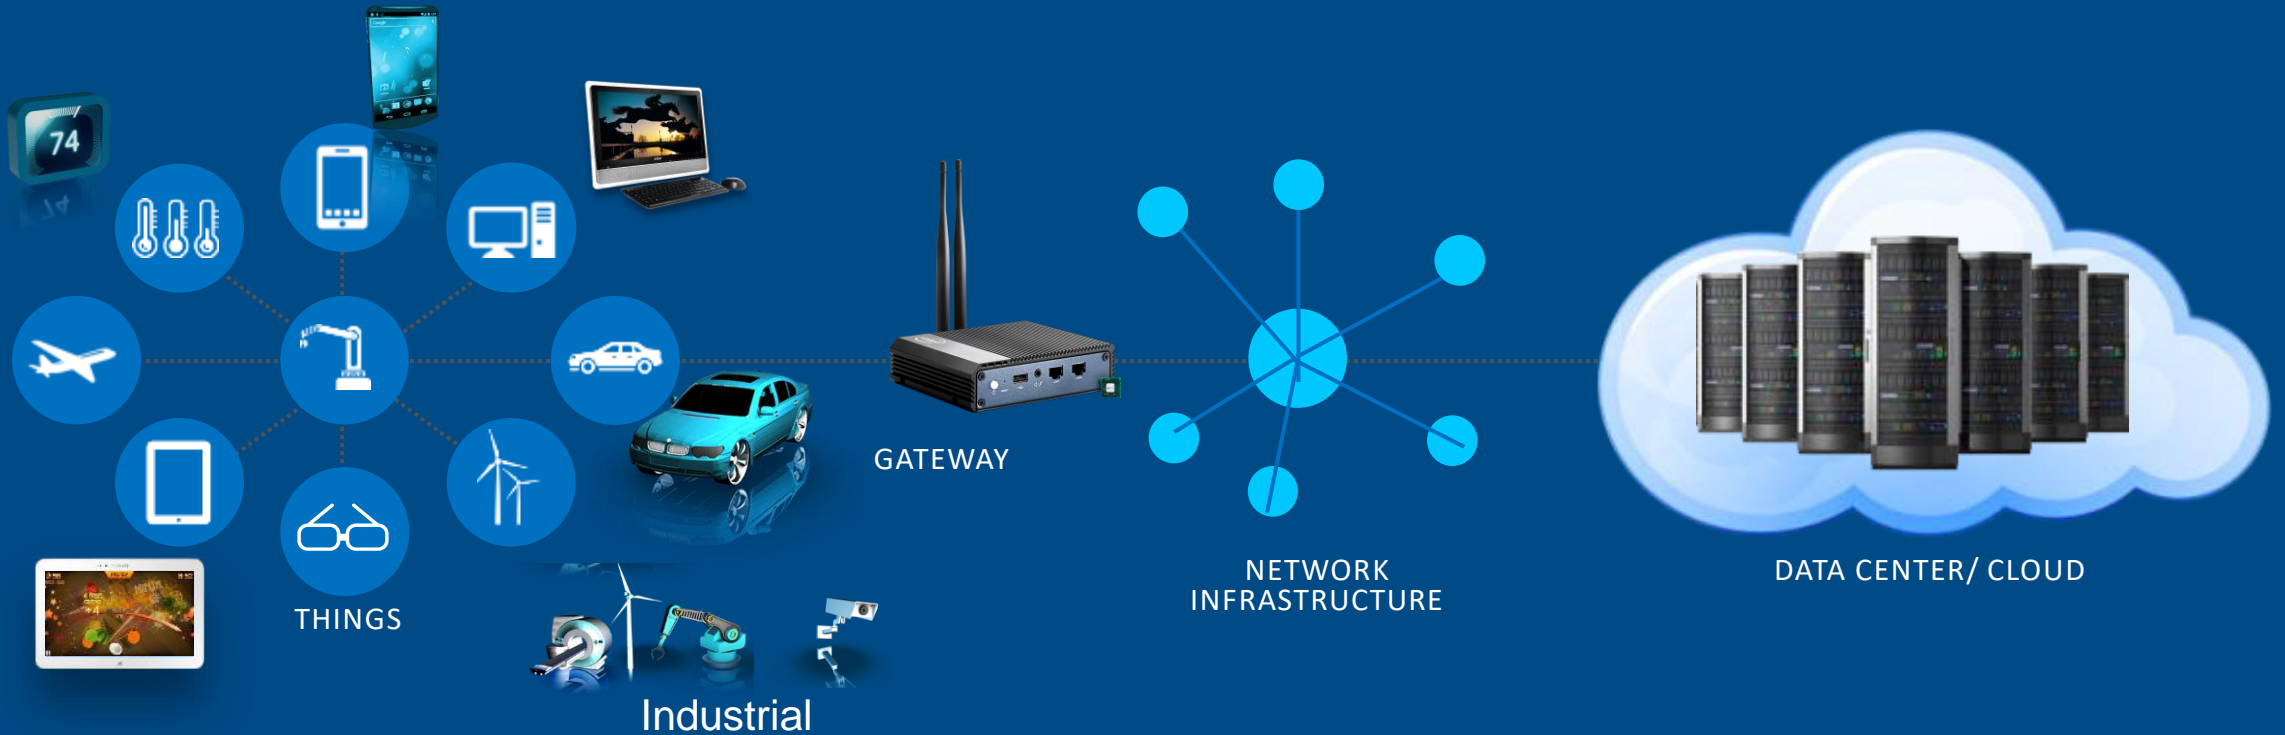 74
THINGS
Industrial
GATEWAY
NETWORK
INFRASTRUCTURE
DATA CENTER/ CLOUD